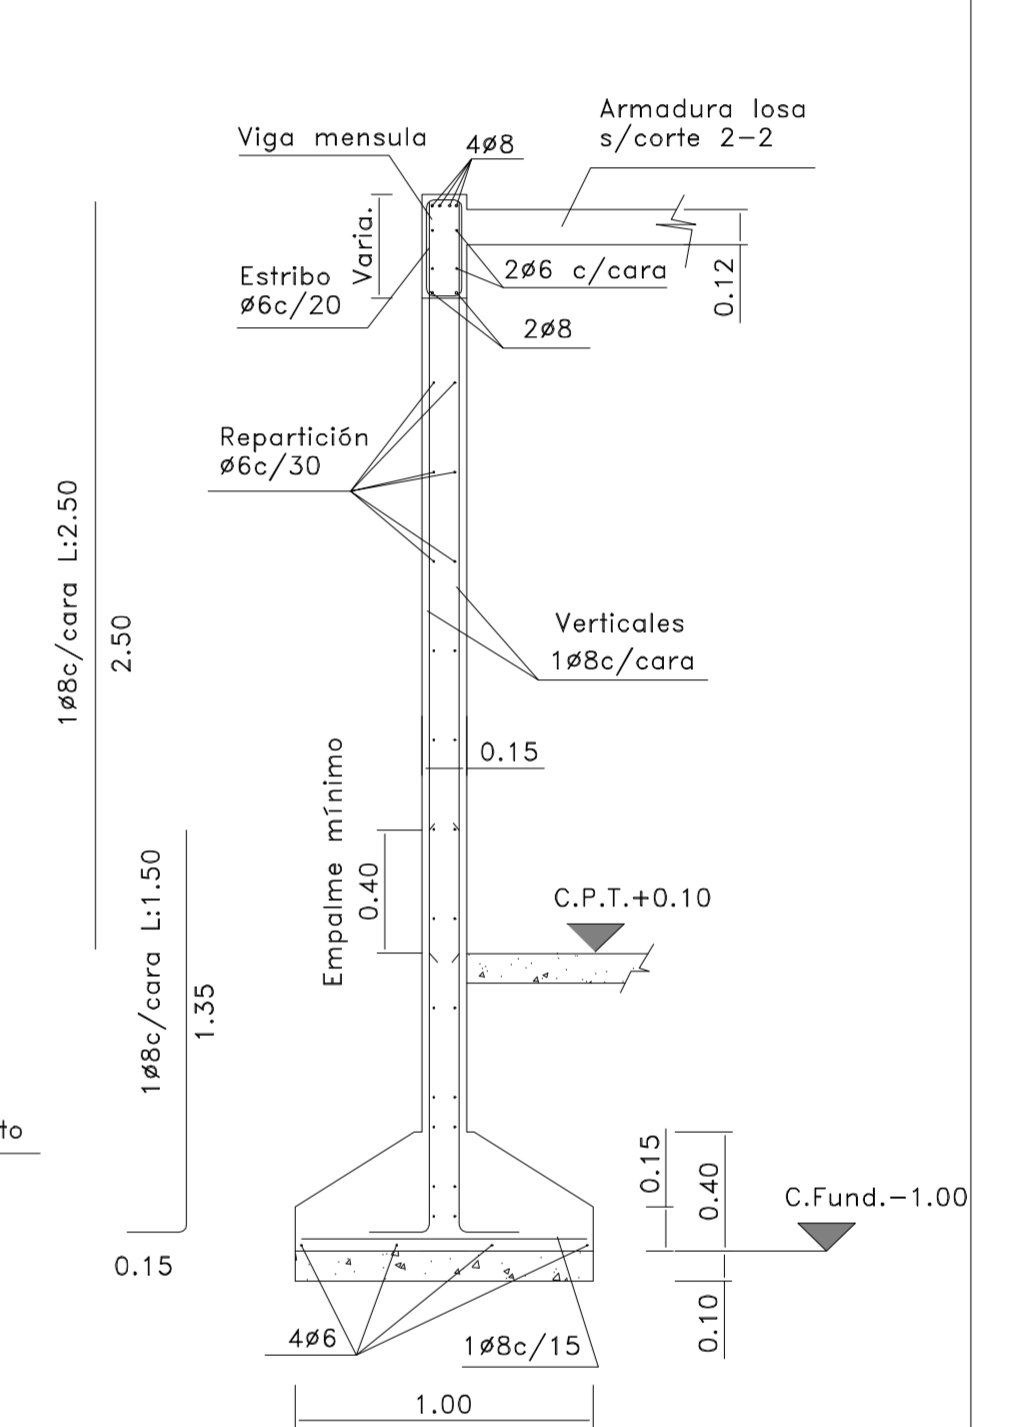 Armadura losa
s/corte 2-2
Viga mensula
4ø8
Varia.
Estribo
ø6c/20
2ø6 c/cara
0.12
2ø8
Repartición
ø6c/30
1ø8c/cara L:2.50
2.50
Verticales
1ø8c/cara
0.15
Empalme mínimo
0.40
C.P.T.+0.10
1ø8c/cara L:1.50
1.35
to
0.15
0.15
0.40
C.Fund.-1.00
0.10
4ø6
1ø8c/15
1.00